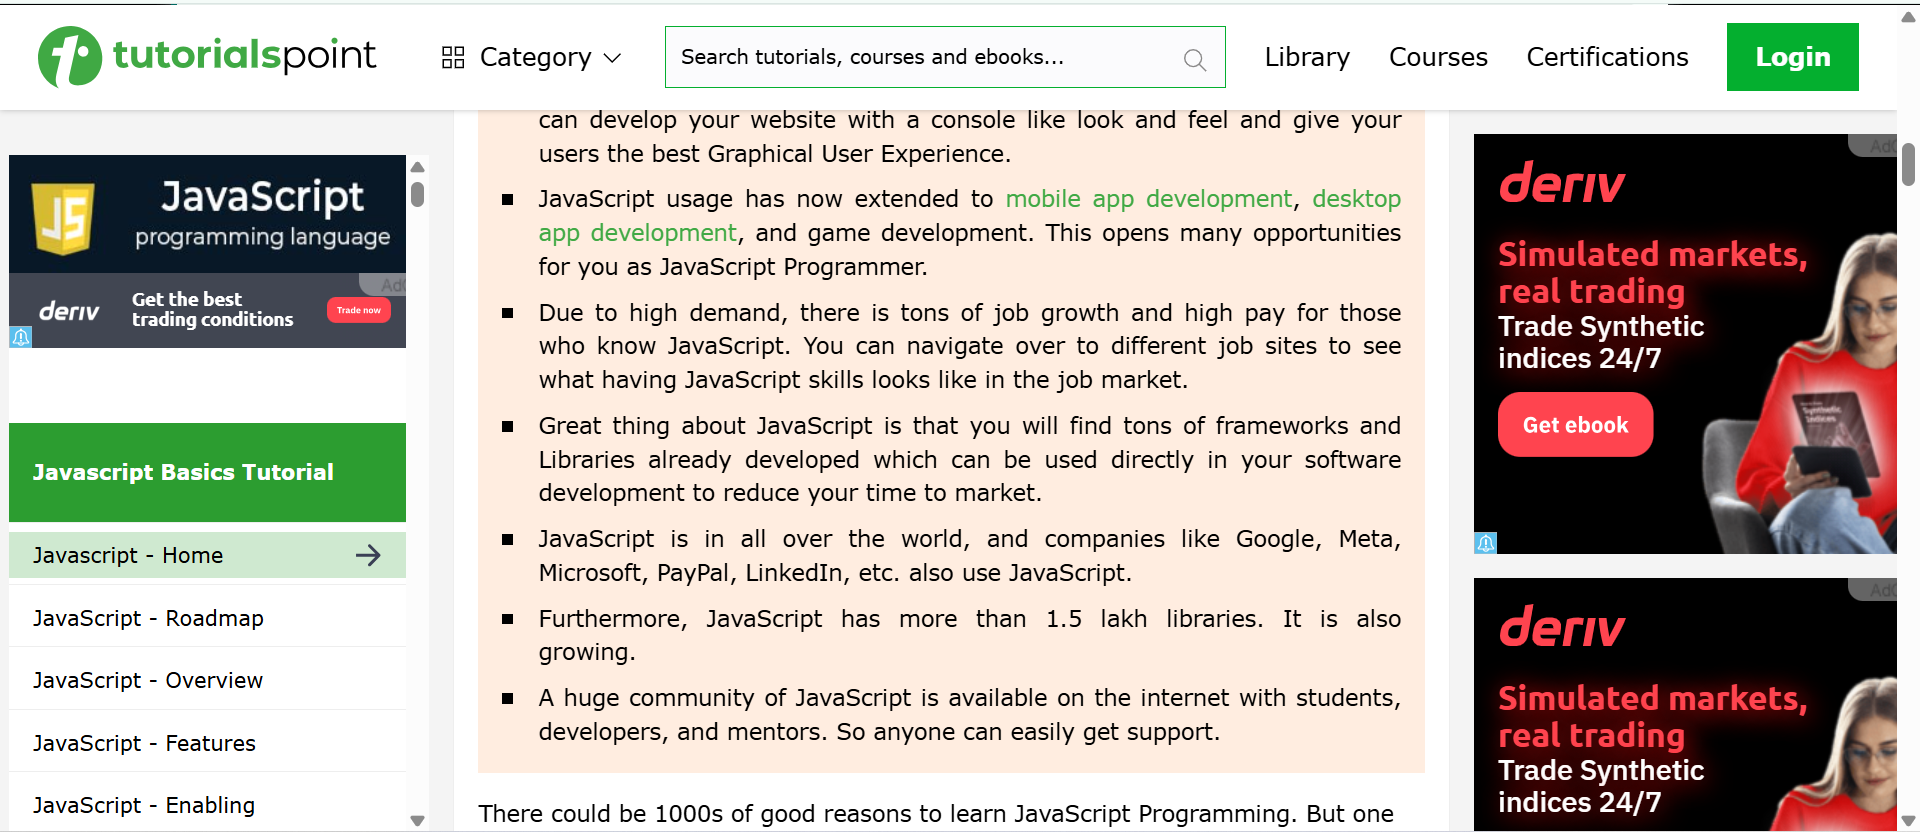 tutorialspoint
Category
Search tutorials, courses and ebooks...
Library
Courses
Certifications
Login
JS
JavaScript
programming language
deriv
Get the best
trading conditions
Trade now
Javascript Basics Tutorial
Javascript - Home
JavaScript - Roadmap
JavaScript - Overview
JavaScript - Features
JavaScript - Enabling
can develop your website with a console like look and feel and give your
users the best Graphical User Experience.
JavaScript usage has now extended to mobile app development, desktop
app development, and game development. This opens many opportunities
for you as JavaScript Programmer.
Due to high demand, there is tons of job growth and high pay for those
who know JavaScript. You can navigate over to different job sites to see
what having JavaScript skills looks like in the job market.
Great thing about JavaScript is that you will find tons of frameworks and
Libraries already developed which can be used directly in your software
development to reduce your time to market.
JavaScript is in all over the world, and companies like Google, Meta,
Microsoft, PayPal, LinkedIn, etc. also use JavaScript.
Furthermore, JavaScript has more than 1.5 lakh libraries. It is also
growing.
A huge community of JavaScript is available on the internet with students,
developers, and mentors. So anyone can easily get support.
There could be 1000s of good reasons to learn JavaScript Programming. But one
deriv
Simulated markets,
real trading
Trade Synthetic
indices 24/7
Get ebook
Synthetic
Indices
deriv
Simulated markets,
real trading
Trade Synthetic
indices 24/7